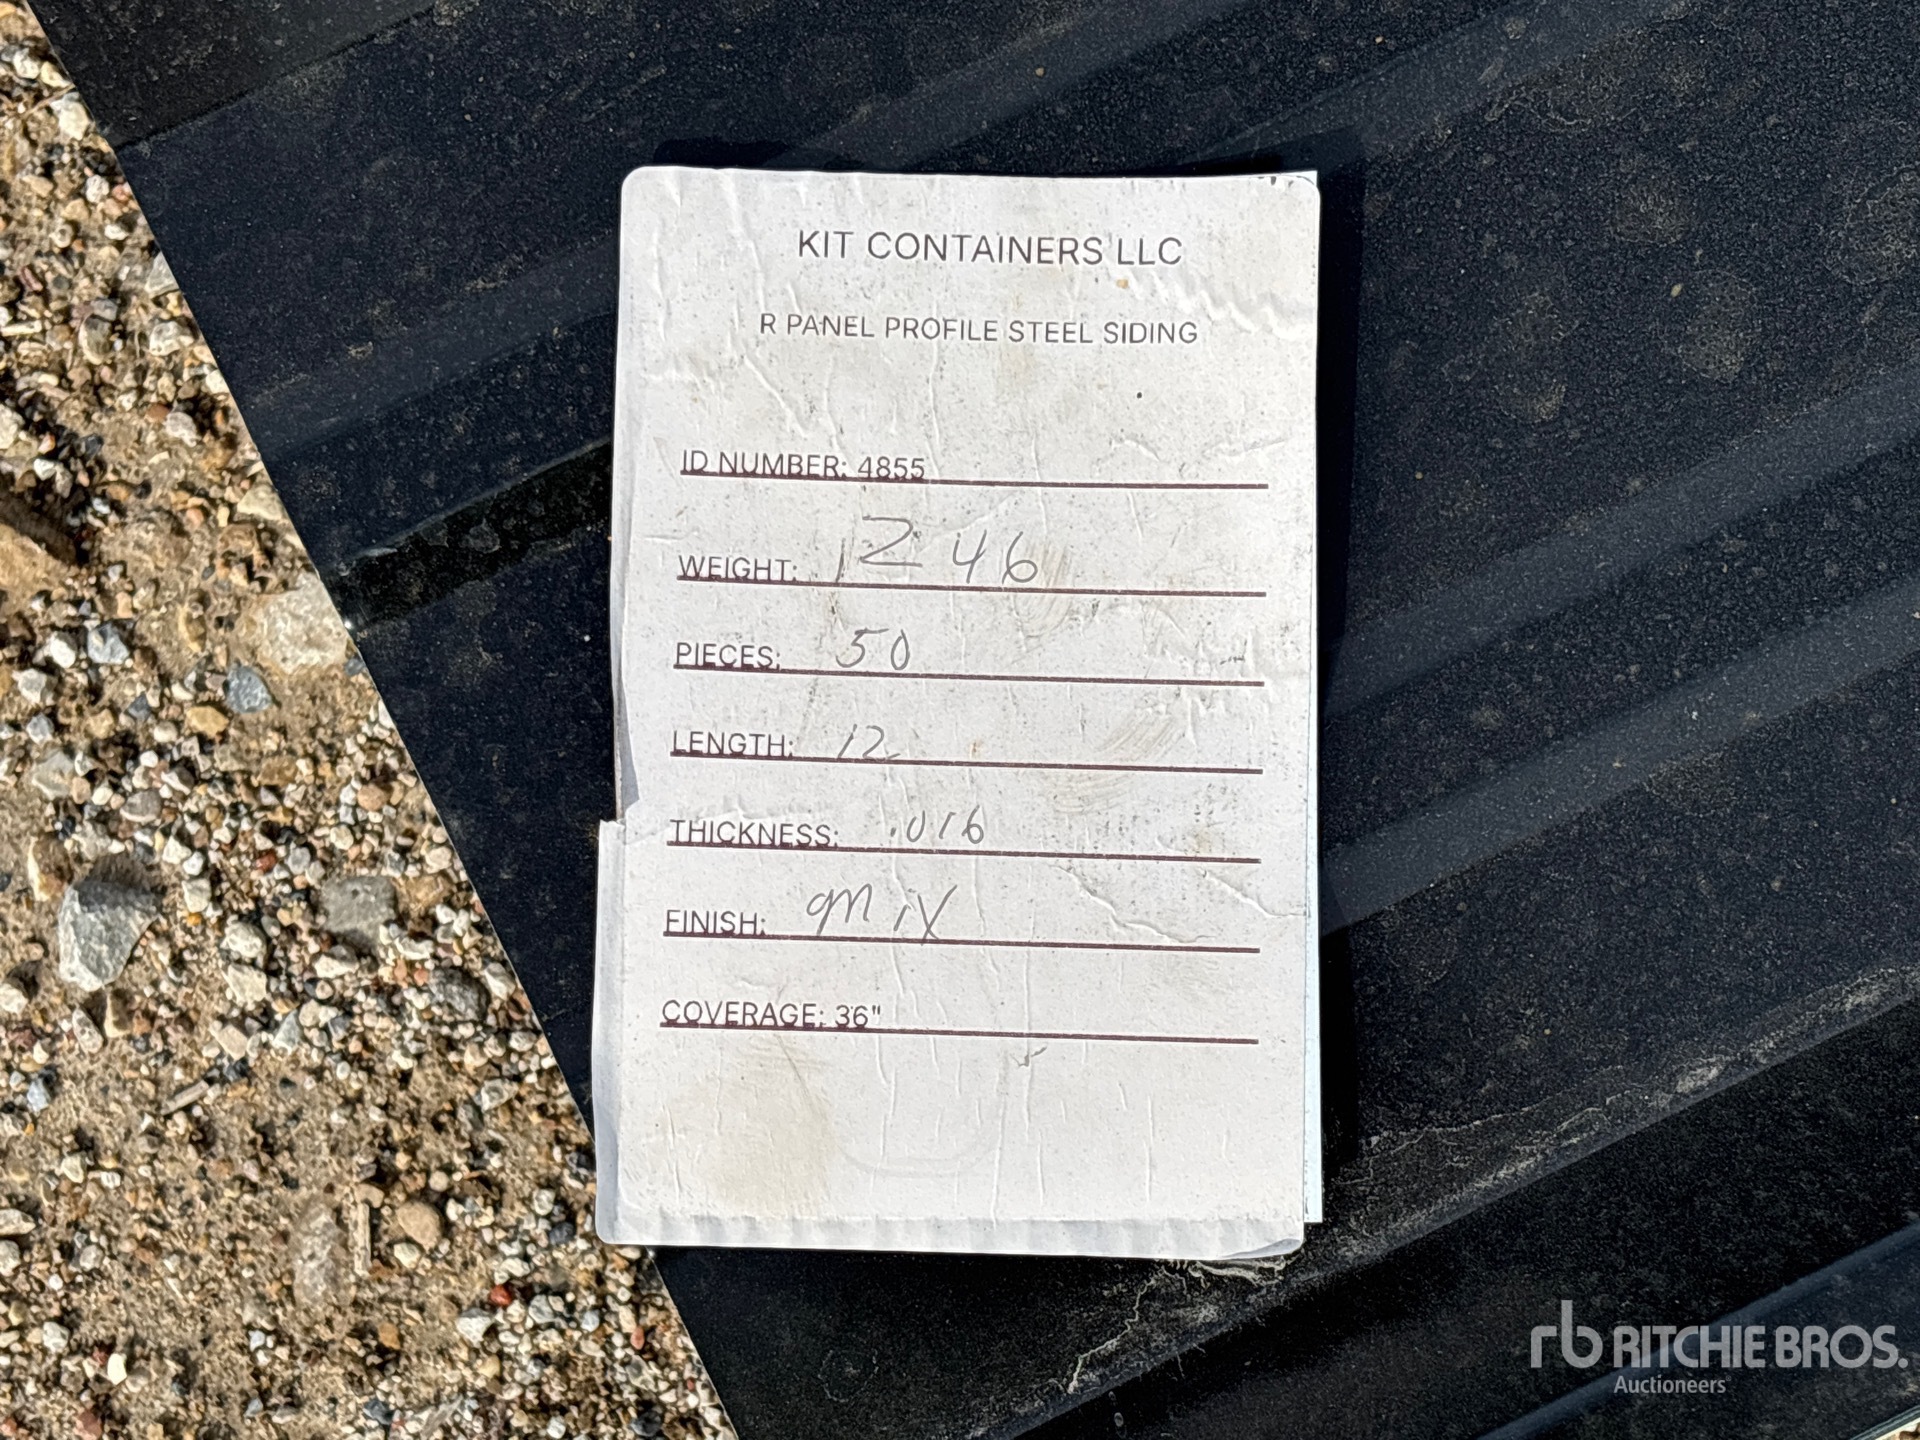 KIT CONTAINERS LLC
R PANEL PROFILE STEEL SIDING
ID NUMBER: 4855
WEIGHT: 1246
PIECES: 50
LENGTH: 12
THICKNESS: .016
FINISH: mix
COVERAGE: 36"
rb RITCHIE BROS.
Auctioneers